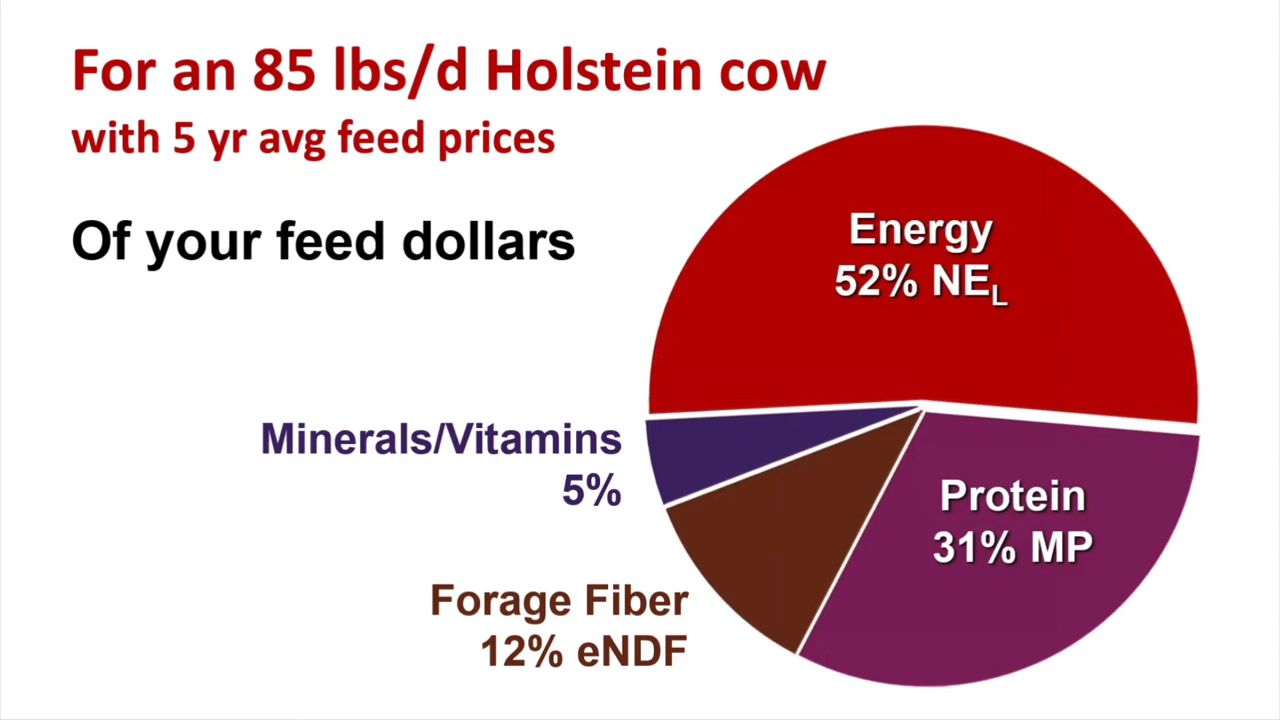 For an 85 lbs/d Holstein cow
with 5 yr avg feed prices
Of your feed dollars
Energy
52% NEL
Minerals/Vitamins
5%
Protein
31% MP
Forage Fiber
12% eNDF